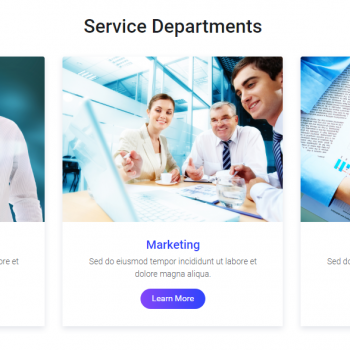 Service Departments
Marketing
ore et
Sed do eiusmod tempor incididunt ut labore et
dolore magna aliqua.
Sed do
Learn More